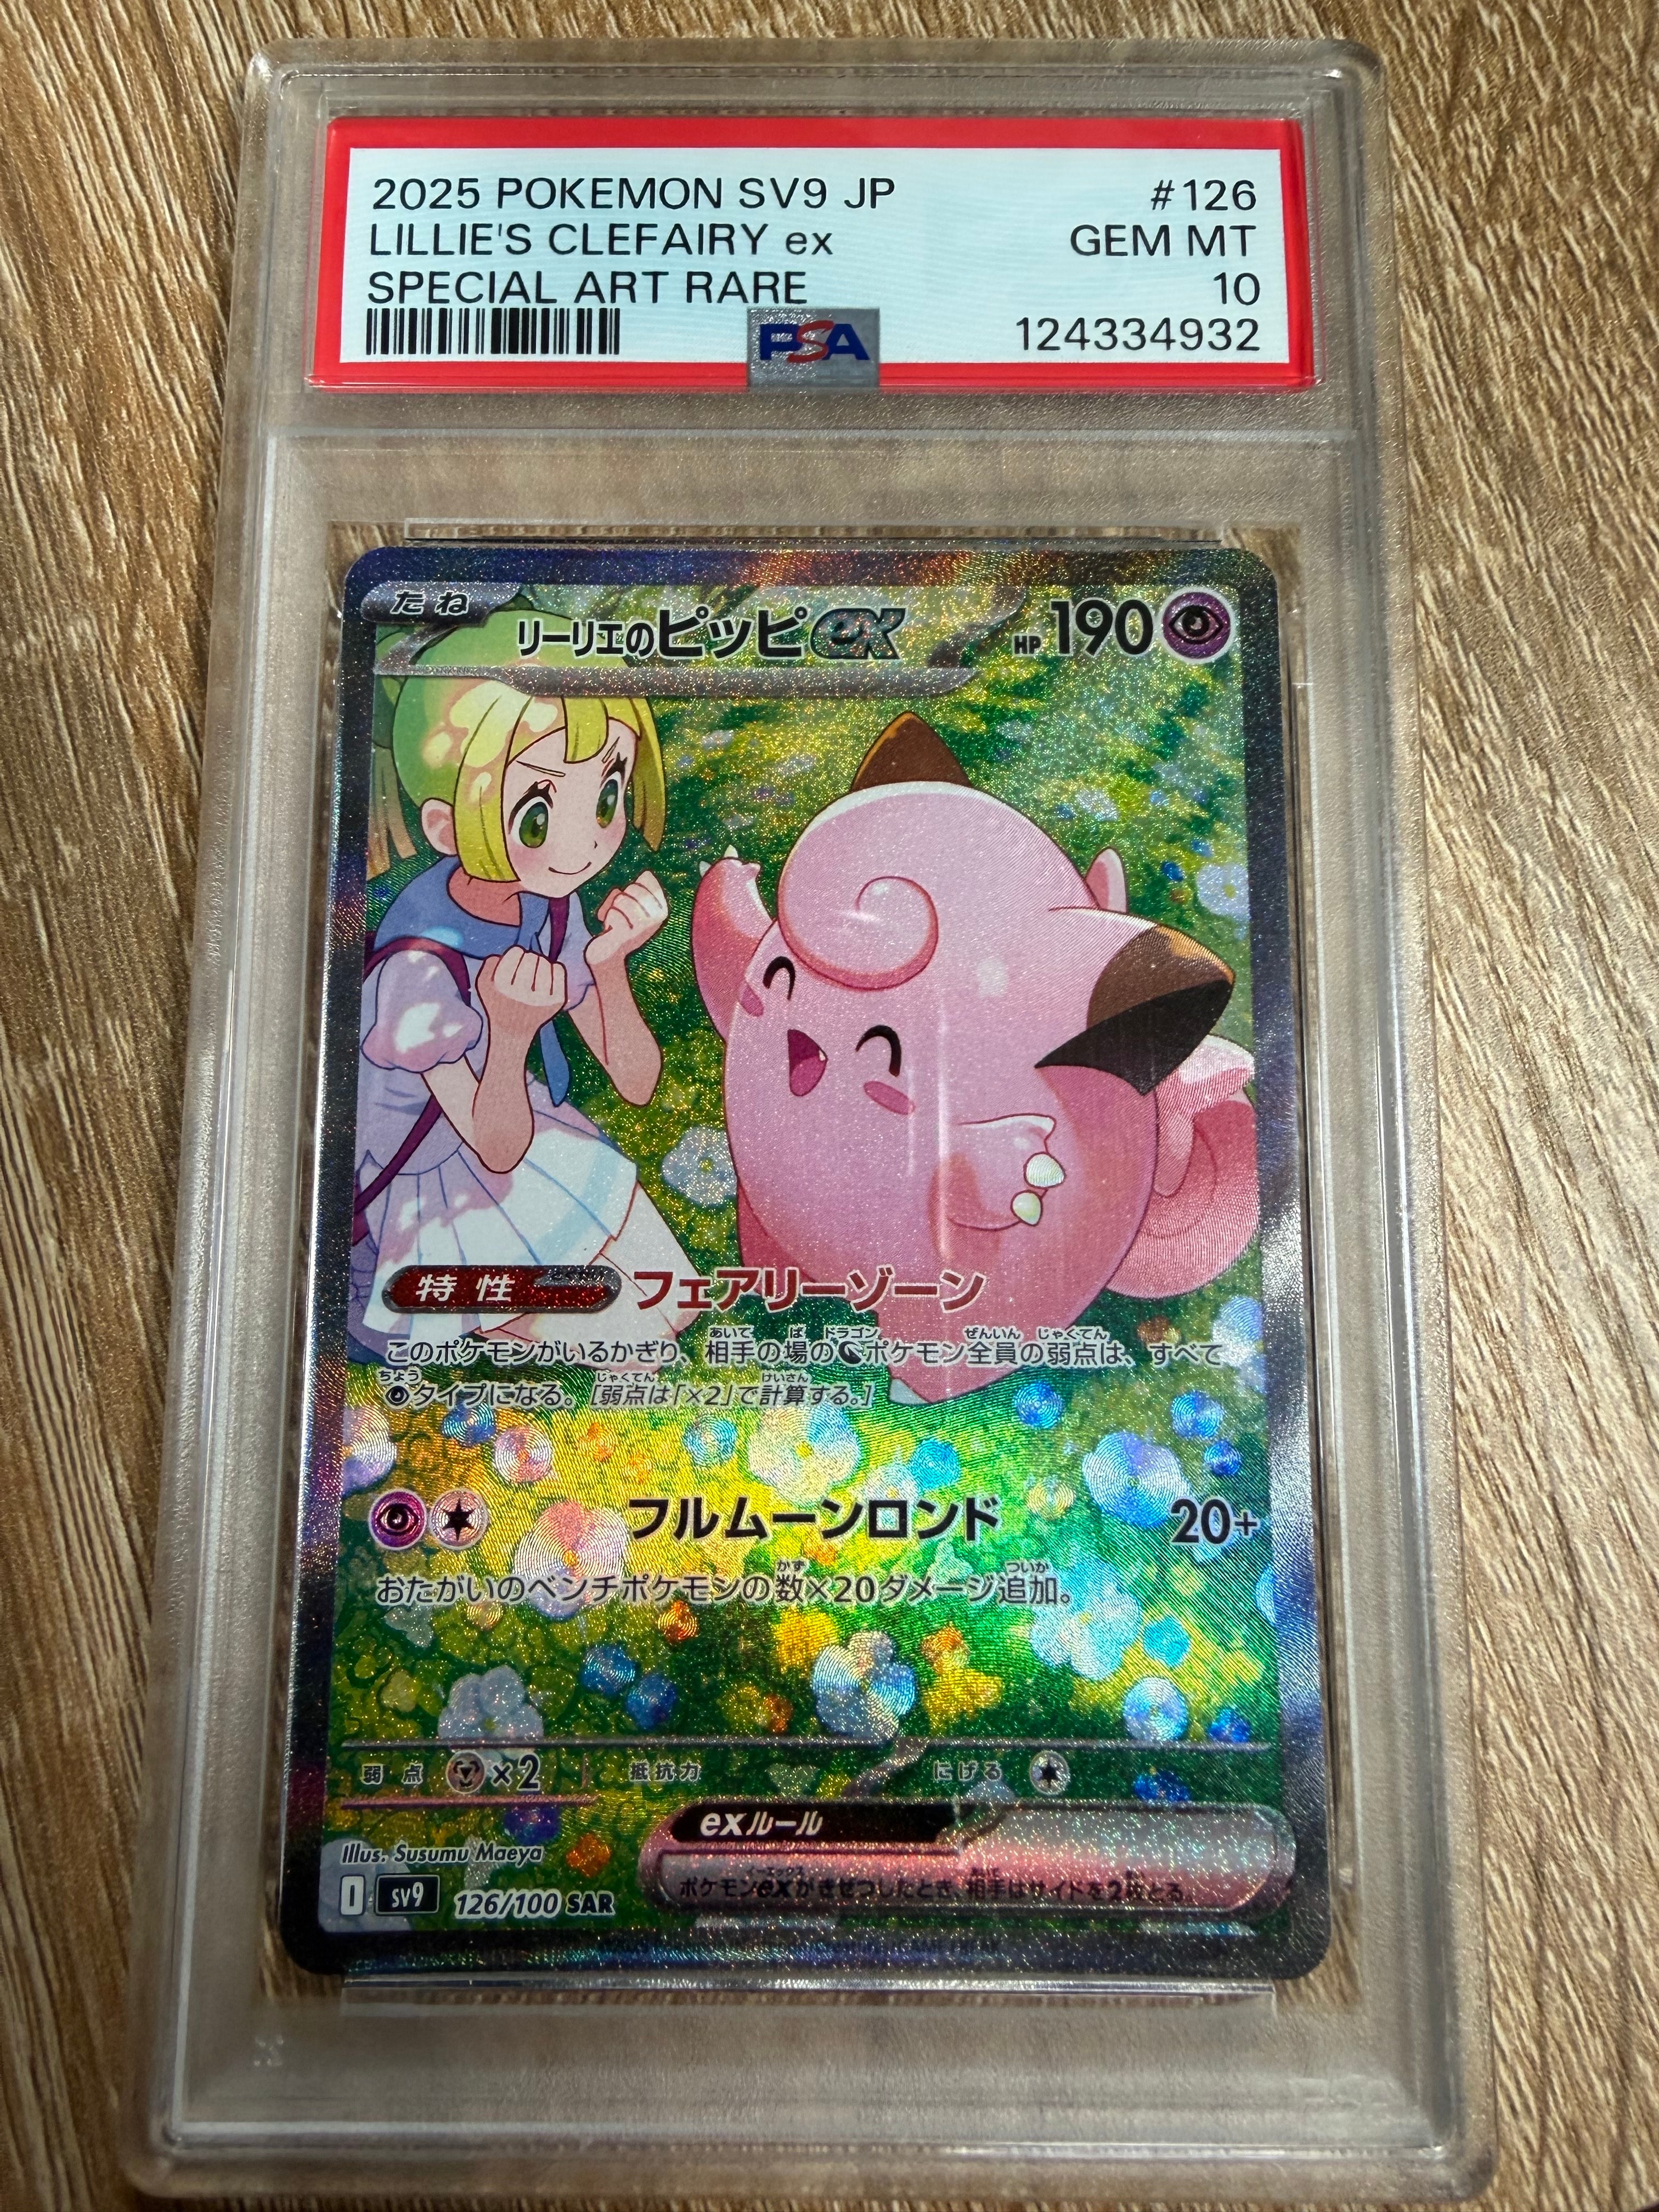 2025 POKEMON SV9 JP #126
LILLIE'S CLEFAIRY ex GEM MT
SPECIAL ART RARE 10
PSA 124334932
たね リーリエのピッピex HP190
特性 フェアリーゾーン
このポケモンがいるかぎり、相手の場のポケモン全員の弱点は、すべて
タイプになる。[弱点は「×2」で計算する。]
フルムーンロンド 20+
おたがいのベンチポケモンの数×20ダメージ追加。
弱点 ×2 抵抗力 にげる
exルール
ポケモンexがきぜつしたとき、相手はサイドを2枚とる。
Illus. Susumu Maeya
I SV9 126/100 SAR